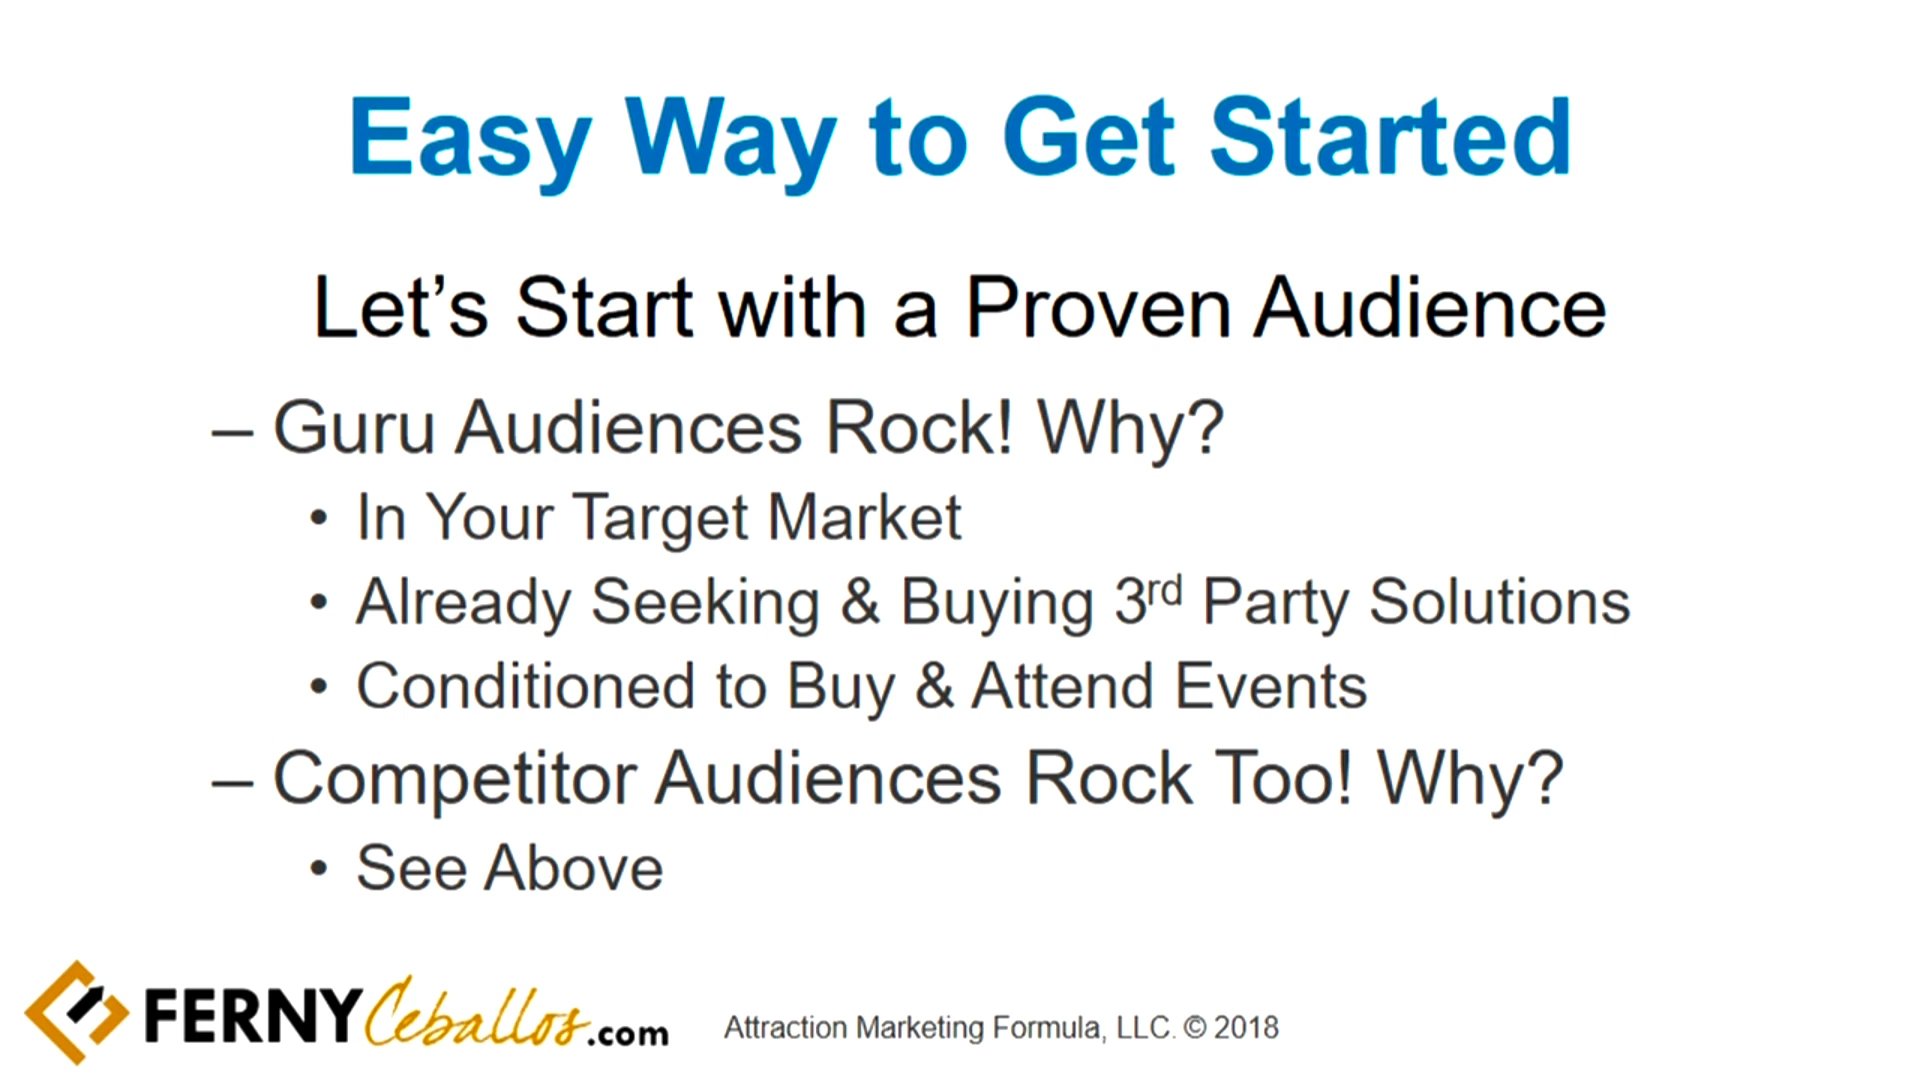 Easy Way to Get Started
Let’s Start with a Proven Audience
– Guru Audiences Rock! Why?
• In Your Target Market
• Already Seeking & Buying 3rd Party Solutions
• Conditioned to Buy & Attend Events
– Competitor Audiences Rock Too! Why?
• See Above
FERNY Ceballos .com
Attraction Marketing Formula, LLC. © 2018